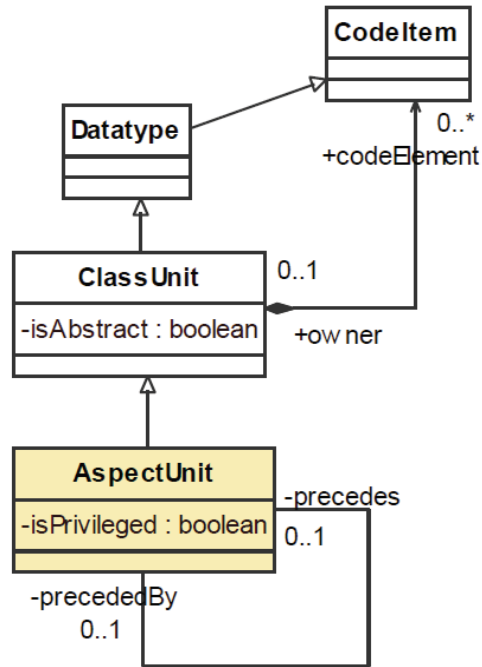 CodeItem
Datatype
0..*
+codeElement
ClassUnit
0..1
-isAbstract : boolean
+owner
AspectUnit
-precedes
-isPrivileged : boolean
0..1
-precededBy
0..1